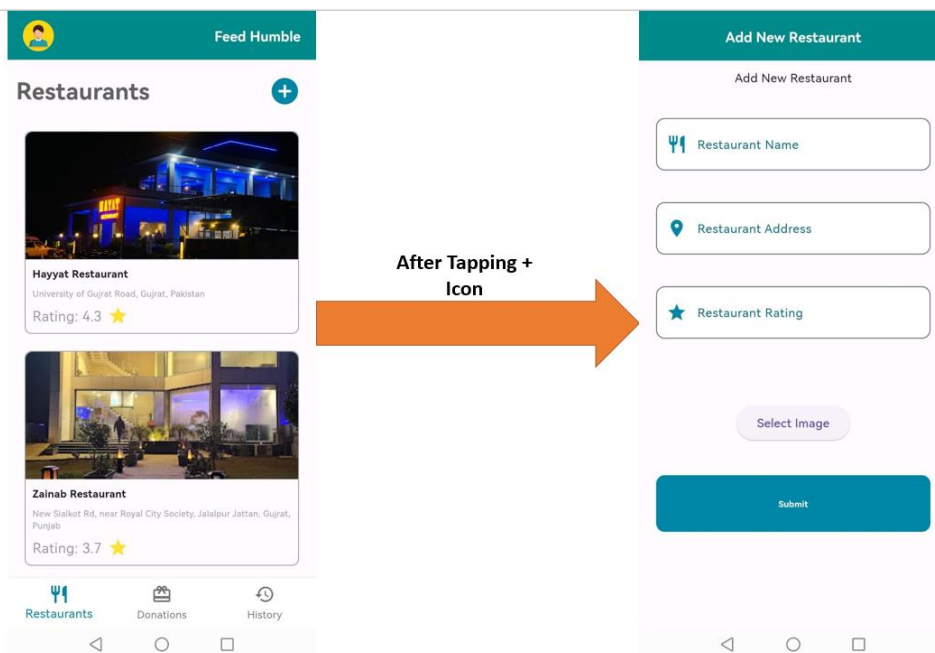 Feed Humble
Restaurants
HAYAT
Hayyat Restaurant
University of Gujrat Road, Gujrat, Pakistan
Rating: 4.3
Zainab Restaurant
New Sialkot Rd, near Royal City Society, Jalalpur Jattan, Gujrat,
Punjab
Rating: 3.7
Restaurants
Donations
History
After Tapping +
Icon
Add New Restaurant
Add New Restaurant
Restaurant Name
Restaurant Address
Restaurant Rating
Select Image
Submit